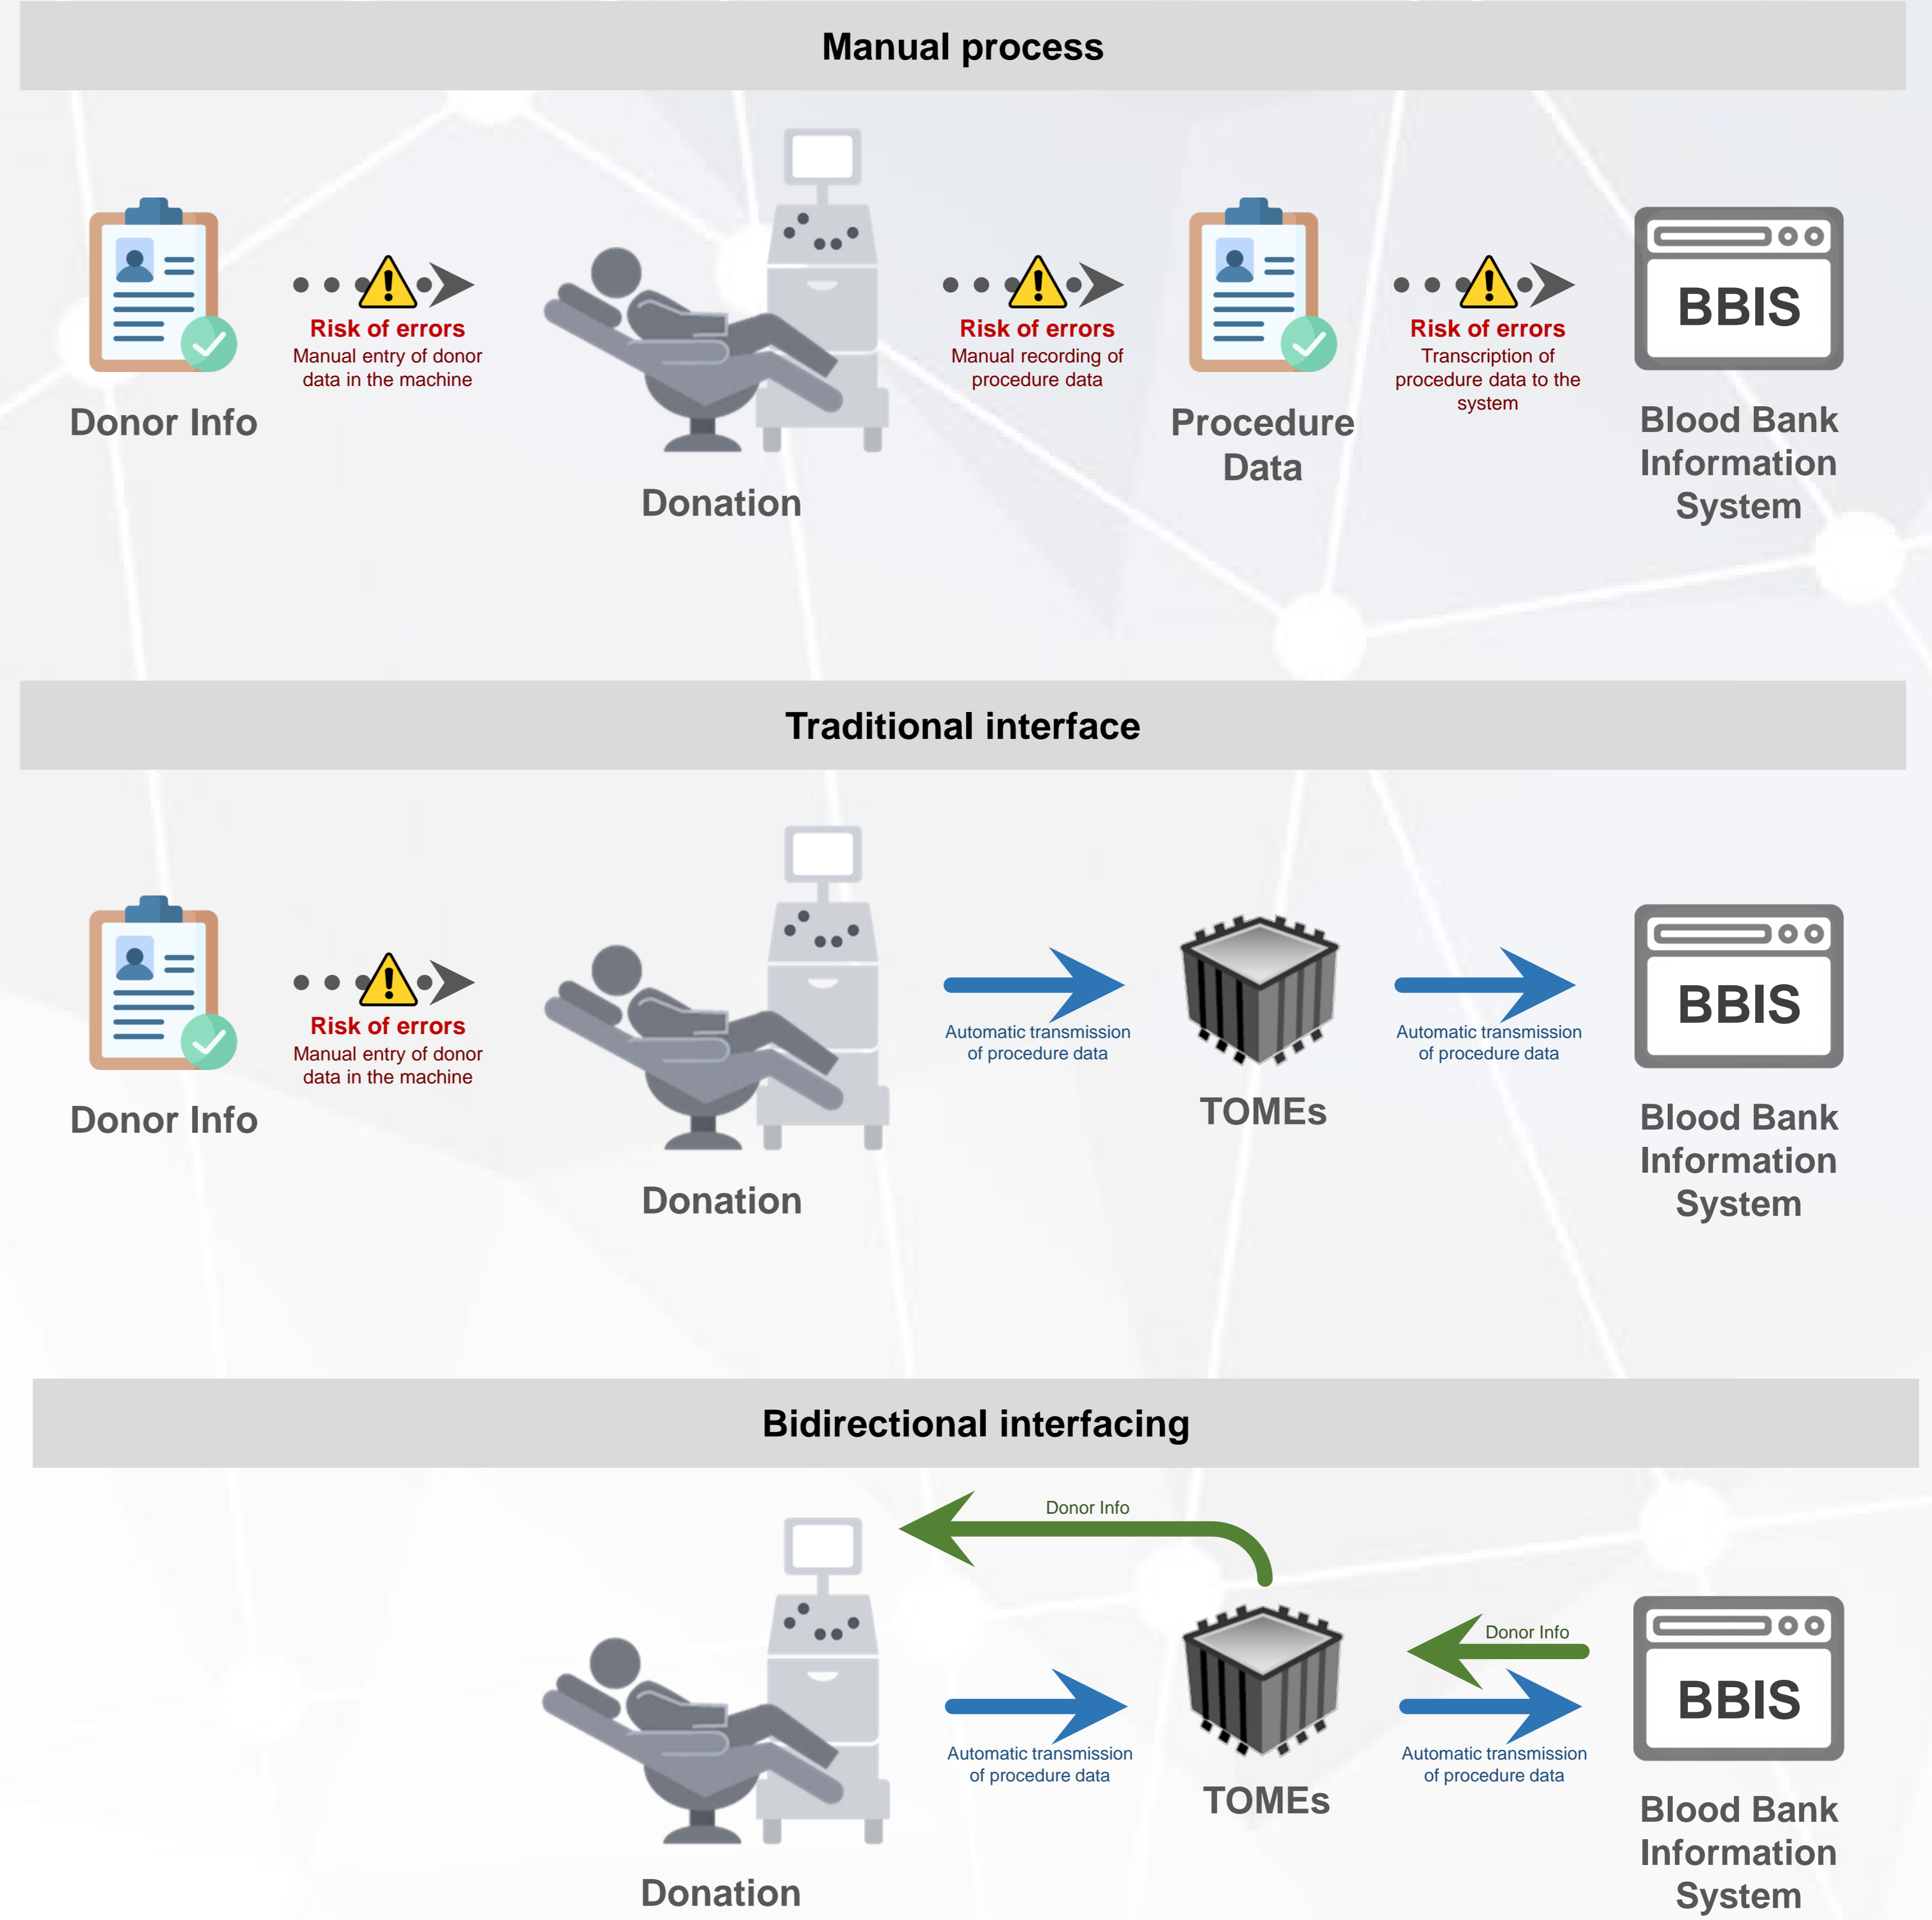 Manual process
Risk of errors
Manual entry of donor
data in the machine
Donor Info
Donation
Risk of errors
Manual recording of
procedure data
Procedure
Data
Risk of errors
Transcription of
procedure data to the
system
BBIS
Blood Bank
Information
System
Traditional interface
Risk of errors
Manual entry of donor
data in the machine
Donor Info
Donation
Automatic transmission
of procedure data
TOMEs
Automatic transmission
of procedure data
BBIS
Blood Bank
Information
System
Bidirectional interfacing
Donor Info
Donation
Automatic transmission
of procedure data
TOMEs
Donor Info
Automatic transmission
of procedure data
BBIS
Blood Bank
Information
System